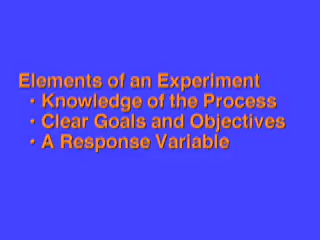 Elements of an Experiment
• Knowledge of the Process
• Clear Goals and Objectives
• A Response Variable